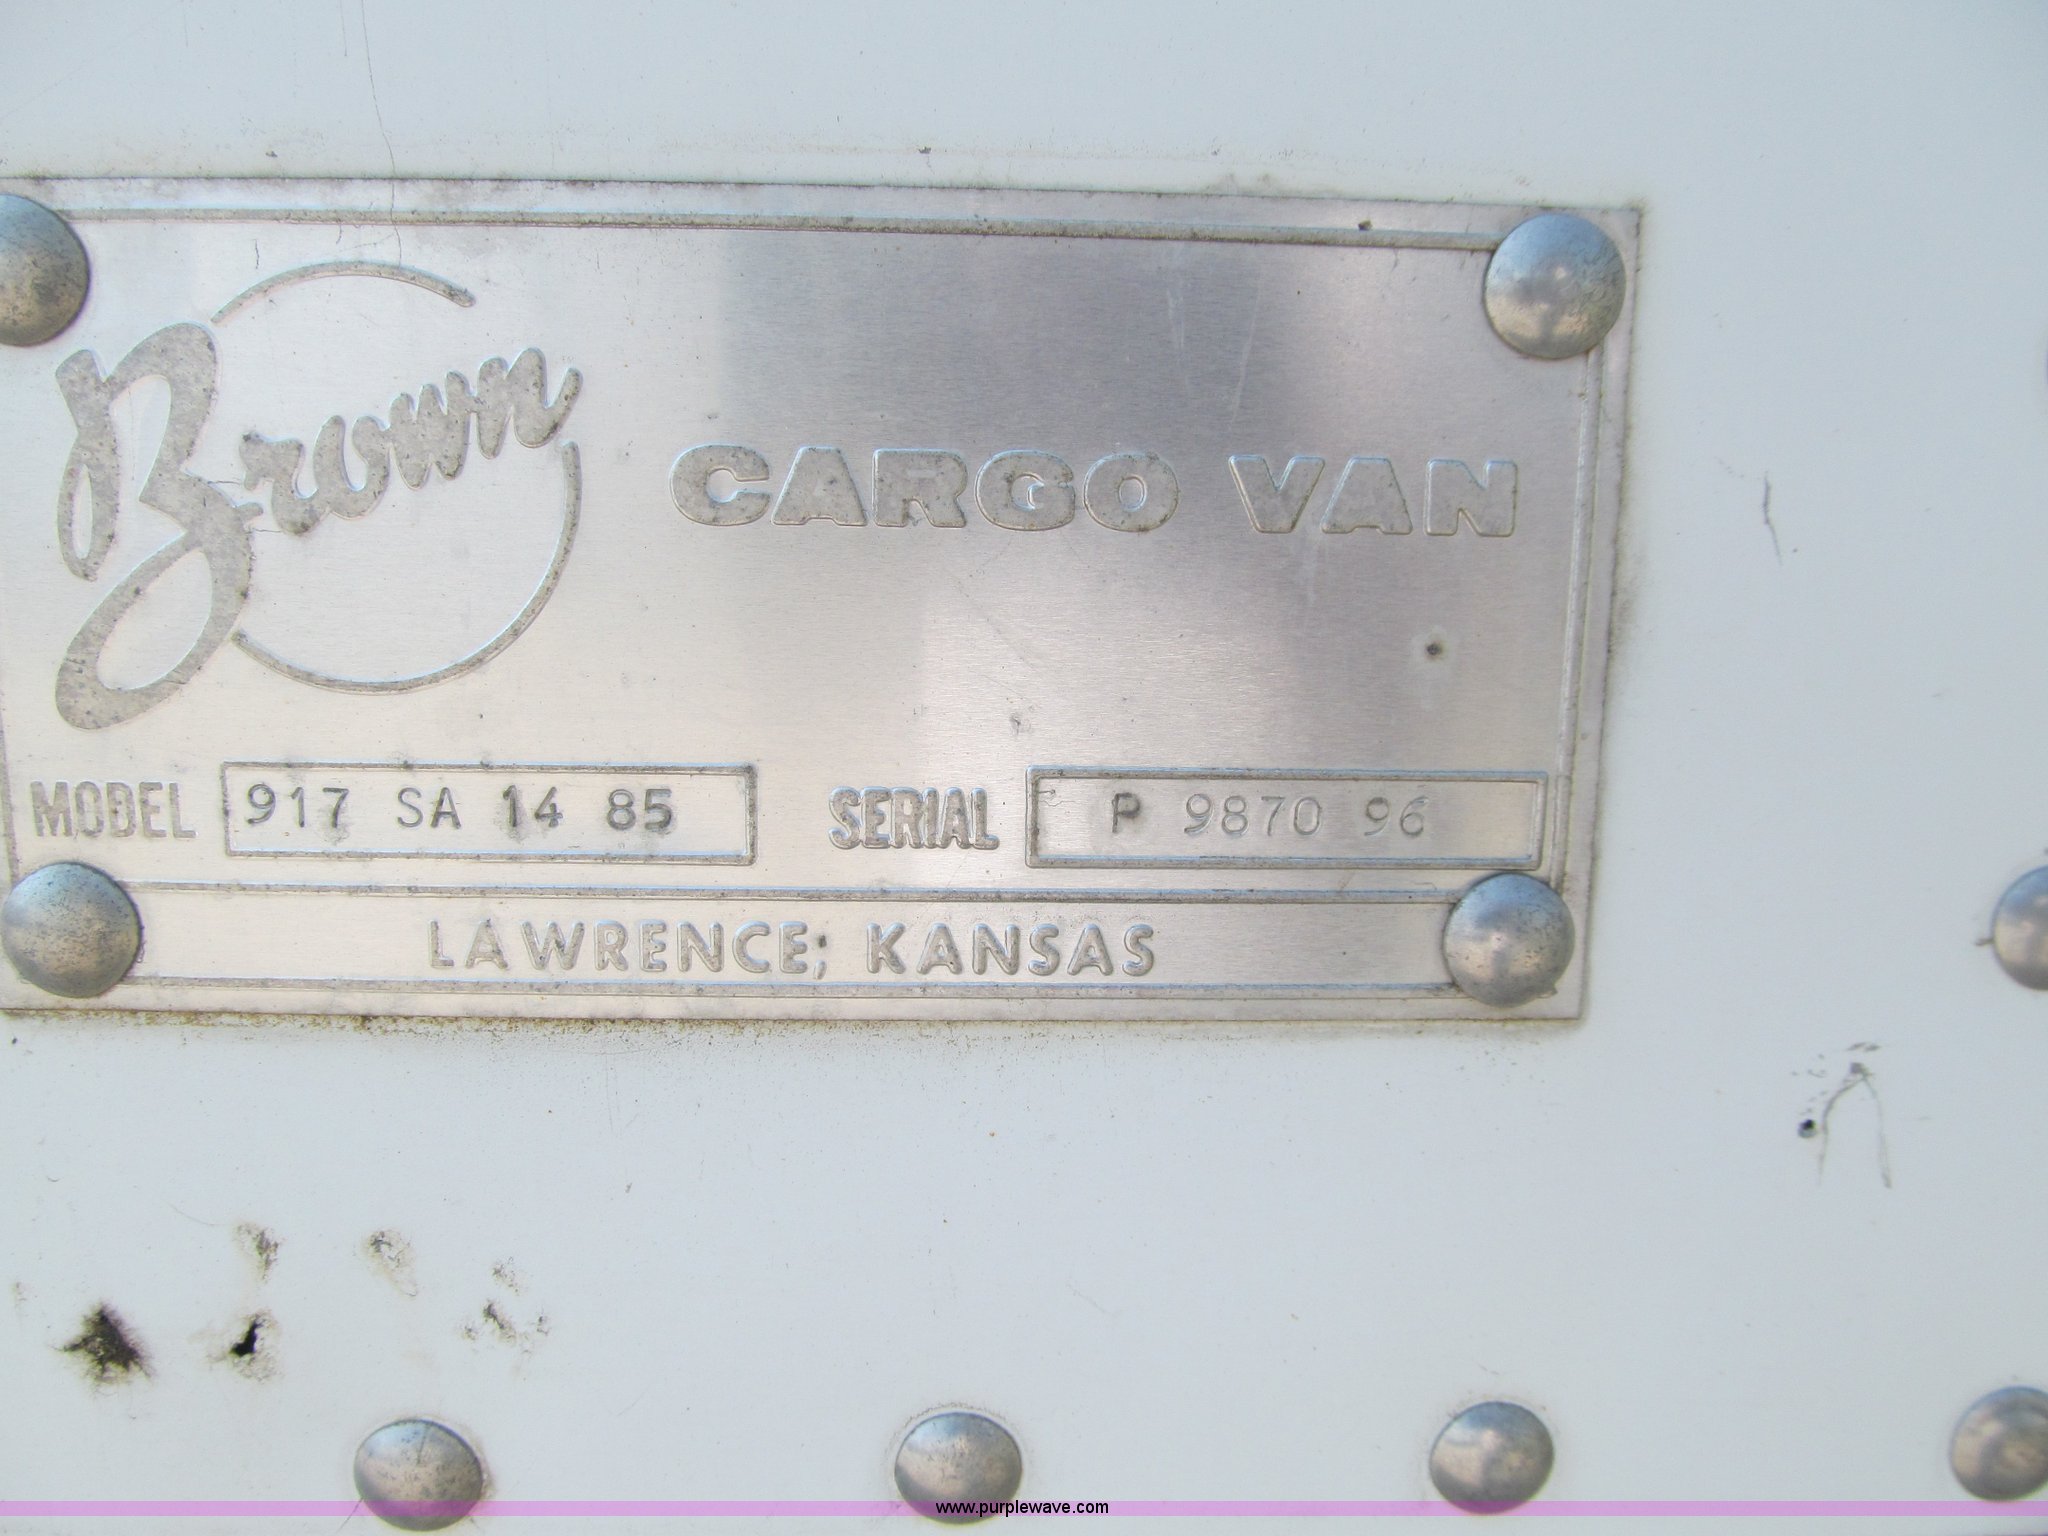 Brown
CARGO VAN
MODEL 917 SA 14 85 SERIAL P 9870 96
LAWRENCE, KANSAS
www.purplewave.com